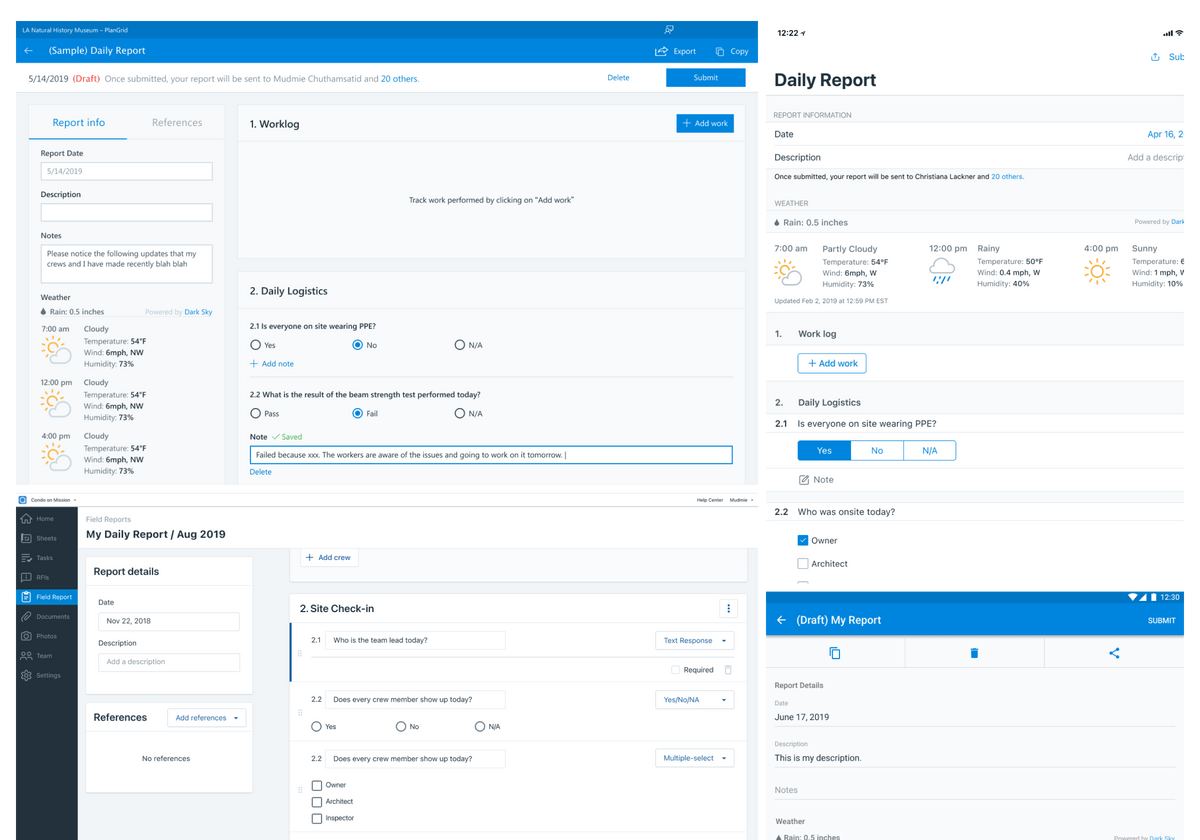 LA Natural History Museum – PlanGrid
(Sample) Daily Report
Export
Copy
5/14/2019 (Draft) Once submitted, your report will be sent to Mudmie Chuthamsatid and 20 others.
Delete
Submit
Report info
References
Report Date
5/14/2019
Description
Notes
Please notice the following updates that my
crews and I have made recently blah blah
Weather
Rain: 0.5 inches
Powered by Dark Sky
7:00 am
Cloudy
Temperature: 54°F
Wind: 6mph, NW
Humidity: 73%
12:00 pm
Cloudy
Temperature: 54°F
Wind: 6mph, NW
Humidity: 73%
4:00 pm
Cloudy
Temperature: 54°F
Wind: 6mph, NW
Humidity: 73%
1. Worklog
+ Add work
Track work performed by clicking on "Add work"
2. Daily Logistics
2.1 Is everyone on site wearing PPE?
Yes
No
N/A
+ Add note
2.2 What is the result of the beam strength test performed today?
Pass
Fail
N/A
Note ✓ Saved
Failed because xxx. The workers are aware of the issues and going to work on it tomorrow. |
Delete
12:22
Sub
Daily Report
REPORT INFORMATION
Date
Apr 16, 2
Description
Add a descrip
Once submitted, your report will be sent to Christiana Lackner and 20 others.
WEATHER
Rain: 0.5 inches
Powered by Dark
7:00 am
Partly Cloudy
Temperature: 54°F
Wind: 6mph, W
Humidity: 73%
12:00 pm
Rainy
Temperature: 50°F
Wind: 0.4 mph, W
Humidity: 40%
4:00 pm
Sunny
Temperature: 6
Wind: 1 mph, W
Humidity: 10%
Updated Feb 2, 2019 at 12:59 PM EST
1. Work log
+ Add work
2. Daily Logistics
2.1 Is everyone on site wearing PPE?
Yes
No
N/A
Note
2.2 Who was onsite today?
Owner
Architect
Condo on Mission
Help Center
Mudmie
Home
Sheets
Tasks
RFIs
Field Report
Documents
Photos
Team
Settings
Field Reports
My Daily Report / Aug 2019
Report details
Date
Nov 22, 2018
Description
Add a description
References
Add references
No references
+ Add crew
2. Site Check-in
2.1 Who is the team lead today?
Text Response
Required
2.2 Does every crew member show up today?
Yes/No/NA
Yes
No
N/A
2.2 Does every crew member show up today?
Multiple-select
Owner
Architect
Inspector
12:30
(Draft) My Report
SUBMIT
Report Details
Date
June 17, 2019
Description
This is my description.
Notes
Weather
Rain: 0.5 inches
Powered by Dark Sky